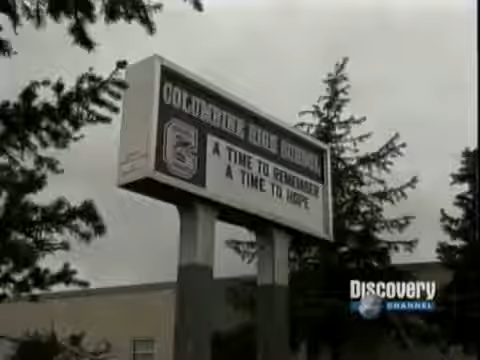 COLUMBINE HIGH SCHOOL
C
A TIME TO REMEMBER
A TIME TO HOPE
Discovery
CHANNEL